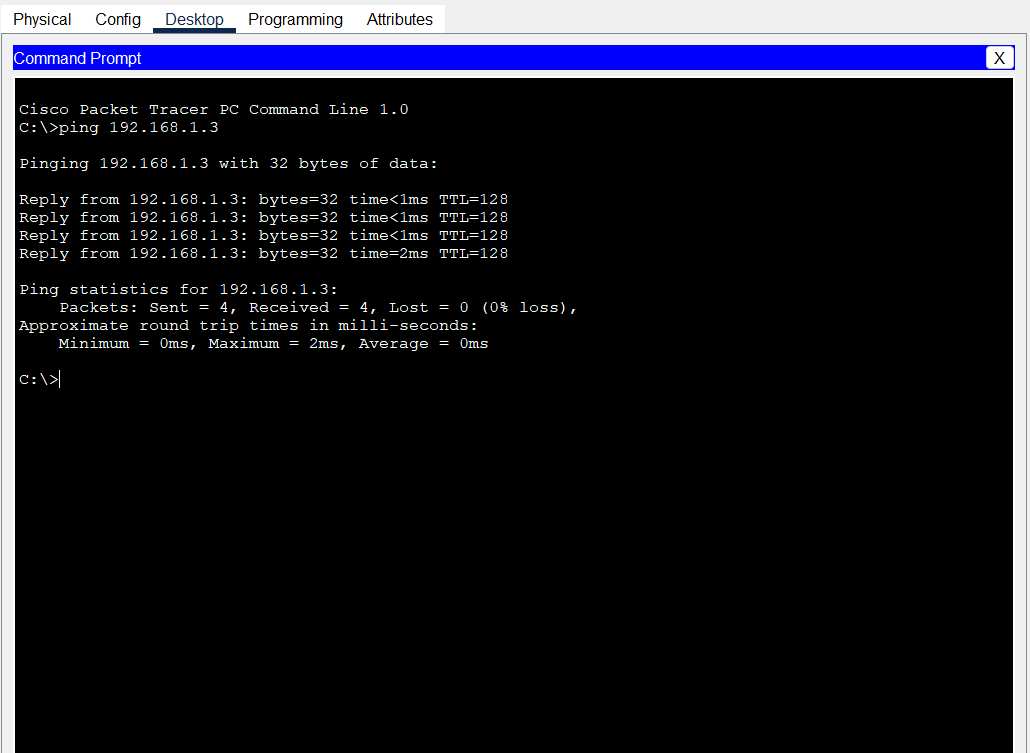 Physical Config Desktop Programming Attributes
Command Prompt X
Cisco Packet Tracer PC Command Line 1.0
C:\>ping 192.168.1.3
Pinging 192.168.1.3 with 32 bytes of data:
Reply from 192.168.1.3: bytes=32 time<1ms TTL=128
Reply from 192.168.1.3: bytes=32 time<1ms TTL=128
Reply from 192.168.1.3: bytes=32 time<1ms TTL=128
Reply from 192.168.1.3: bytes=32 time=2ms TTL=128
Ping statistics for 192.168.1.3:
Packets: Sent = 4, Received = 4, Lost = 0 (0% loss),
Approximate round trip times in milli-seconds:
Minimum = 0ms, Maximum = 2ms, Average = 0ms
C:\>